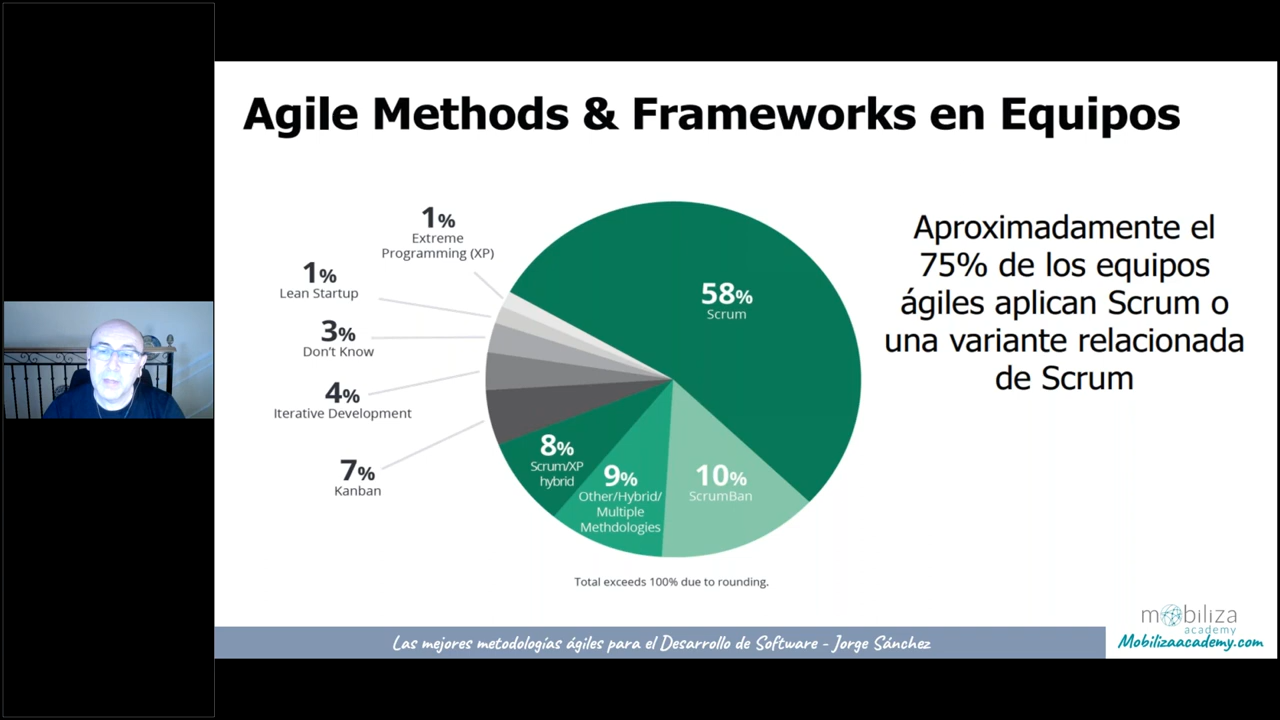 Agile Methods & Frameworks en Equipos
1%
Extreme
Programming (XP)
1%
Lean Startup
3%
Don't Know
4%
Iterative Development
7%
Kanban
58%
Scrum
8%
Scrum/XP
hybrid
9%
Other/Hybrid/
Multiple
Methdologies
10%
ScrumBan
Total exceeds 100% due to rounding.
Aproximadamente el
75% de los equipos
ágiles aplican Scrum o
una variante relacionada
de Scrum
Las mejores metodologías ágiles para el Desarrollo de Software - Jorge Sánchez
mobiliza
academy
Mobilizaacademy.com